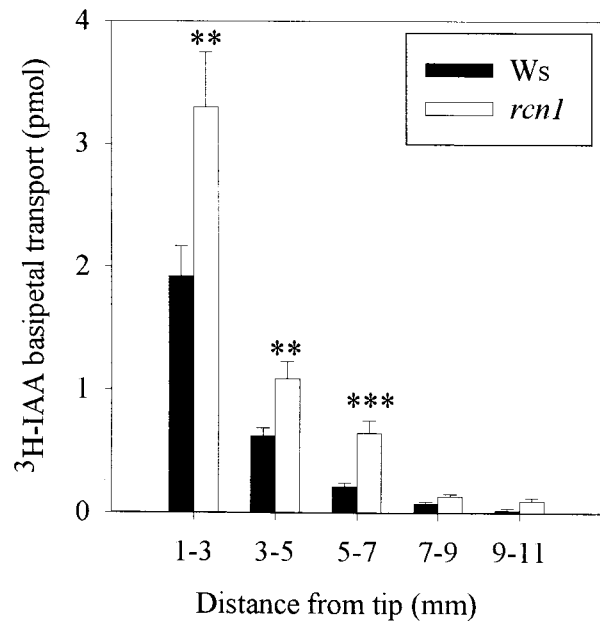 4
3
2
1
0
³H-IAA basipetal transport (pmol)
**
**
***
Ws
rcn1
1-3 3-5 5-7 7-9 9-11
Distance from tip (mm)